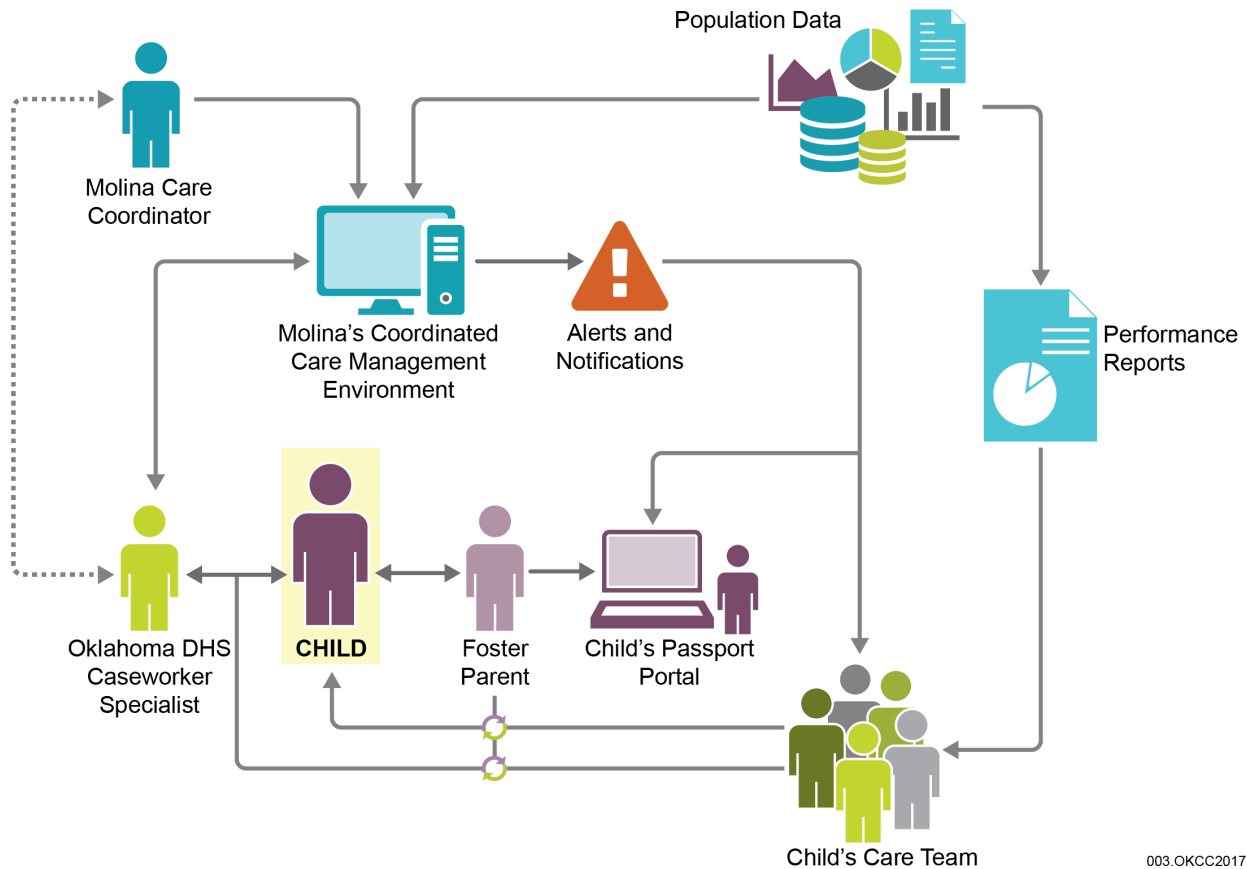 Population Data
Molina Care
Coordinator
Molina’s Coordinated
Care Management
Environment
Alerts and
Notifications
Performance
Reports
Oklahoma DHS
Caseworker
Specialist
CHILD
Foster
Parent
Child’s Passport
Portal
Child’s Care Team
003.OKCC2017